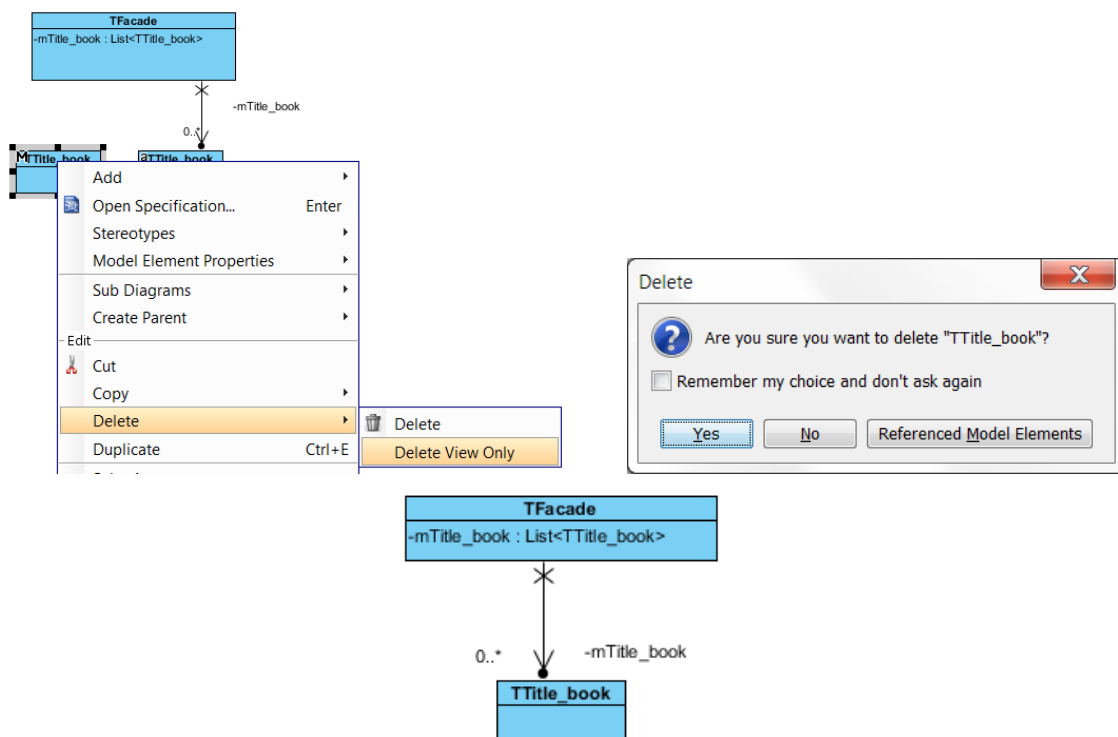 TFacade
-mTitle_book : List<TTitle_book>
-mTitle_book
0..*
M TTitle_book
a TTitle_book
Add
Open Specification... Enter
Stereotypes
Model Element Properties
Sub Diagrams
Create Parent
Edit
Cut
Copy
Delete
Duplicate Ctrl+E
Delete
Delete View Only
Delete
Are you sure you want to delete "TTitle_book"?
Remember my choice and don't ask again
Yes No Referenced Model Elements
TFacade
-mTitle_book : List<TTitle_book>
0..* -mTitle_book
TTitle_book